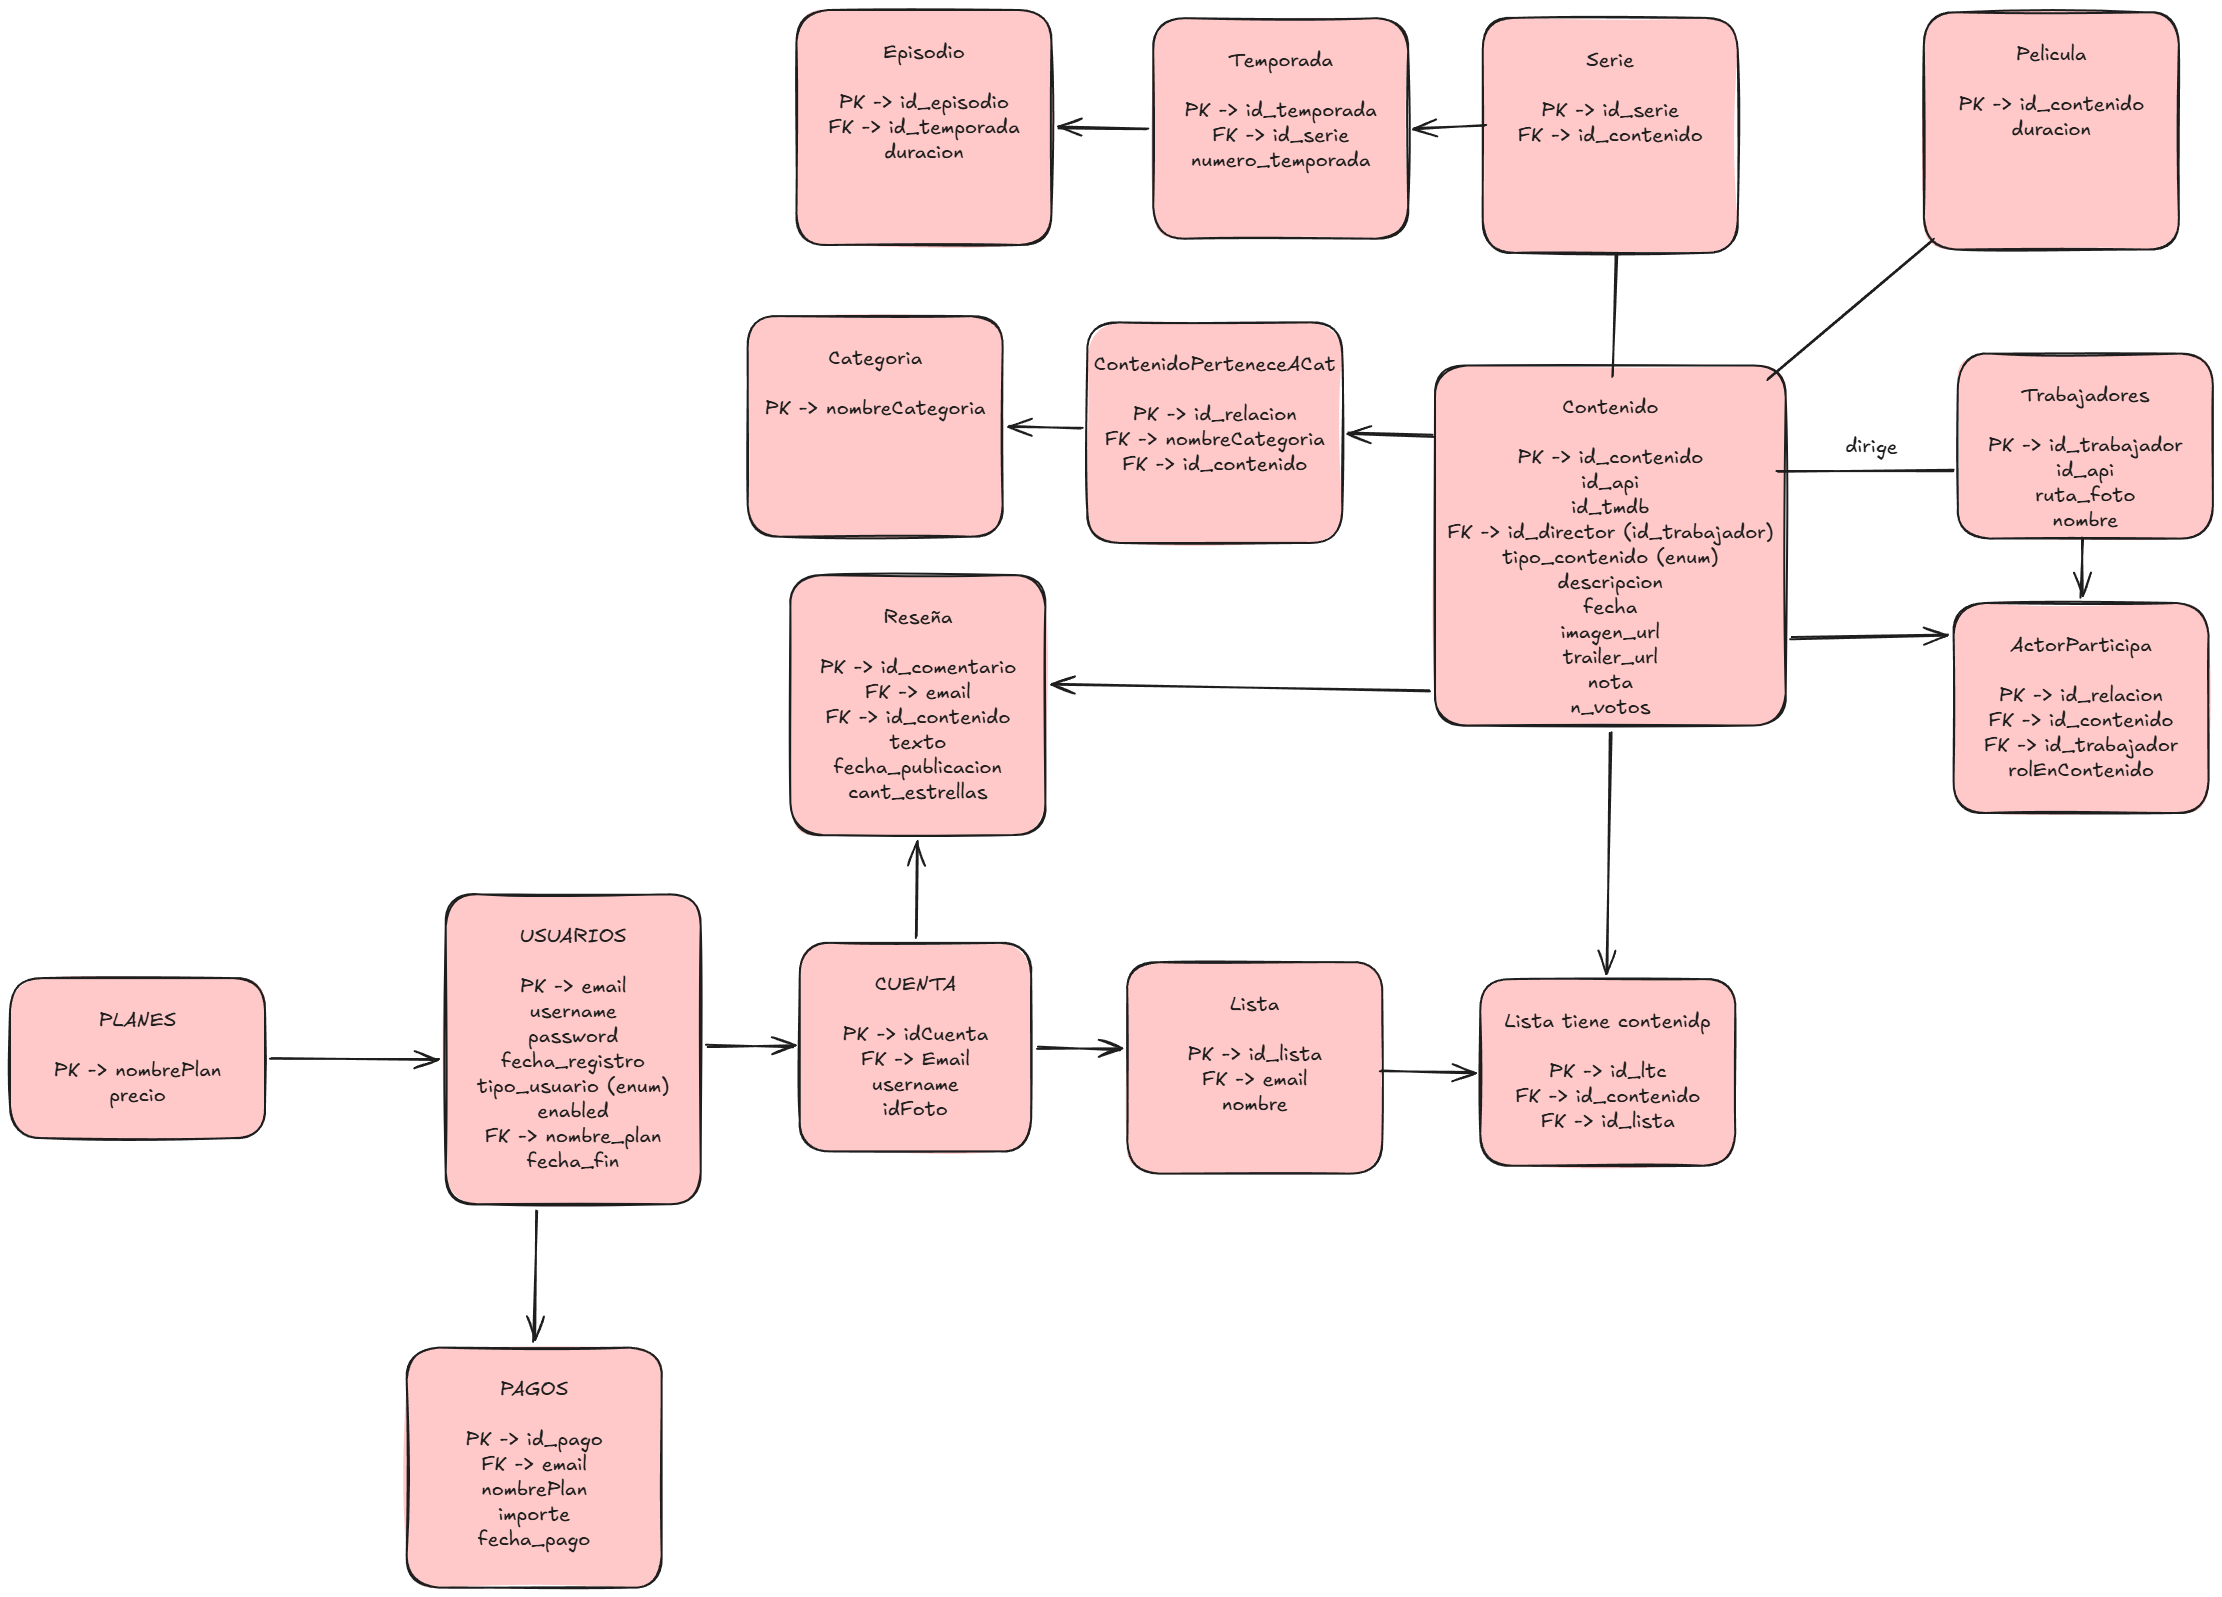 Episodio
PK -> id_episodio
FK -> id_temporada
duracion
Temporada
PK -> id_temporada
FK -> id_serie
numero_temporada
Serie
PK -> id_serie
FK -> id_contenido
Pelicula
PK -> id_contenido
duracion
Categoria
PK -> nombreCategoria
ContenidoPerteneceACat
PK -> id_relacion
FK -> nombreCategoria
FK -> id_contenido
Contenido
PK -> id_contenido
id_api
id_tmdb
FK -> id_director (id_trabajador)
tipo_contenido (enum)
descripcion
fecha
imagen_url
trailer_url
nota
n_votos
dirige
Trabajadores
PK -> id_trabajador
id_api
ruta_foto
nombre
ActorParticipa
PK -> id_relacion
FK -> id_contenido
FK -> id_trabajador
rolEnContenido
Reseña
PK -> id_comentario
FK -> email
FK -> id_contenido
texto
fecha_publicacion
cant_estrellas
PLANES
PK -> nombrePlan
precio
USUARIOS
PK -> email
username
password
fecha_registro
tipo_usuario (enum)
enabled
FK -> nombre_plan
fecha_fin
CUENTA
PK -> idCuenta
FK -> Email
username
idFoto
Lista
PK -> id_lista
FK -> email
nombre
Lista tiene contenidp
PK -> id_ltc
FK -> id_contenido
FK -> id_lista
PAGOS
PK -> id_pago
FK -> email
nombrePlan
importe
fecha_pago